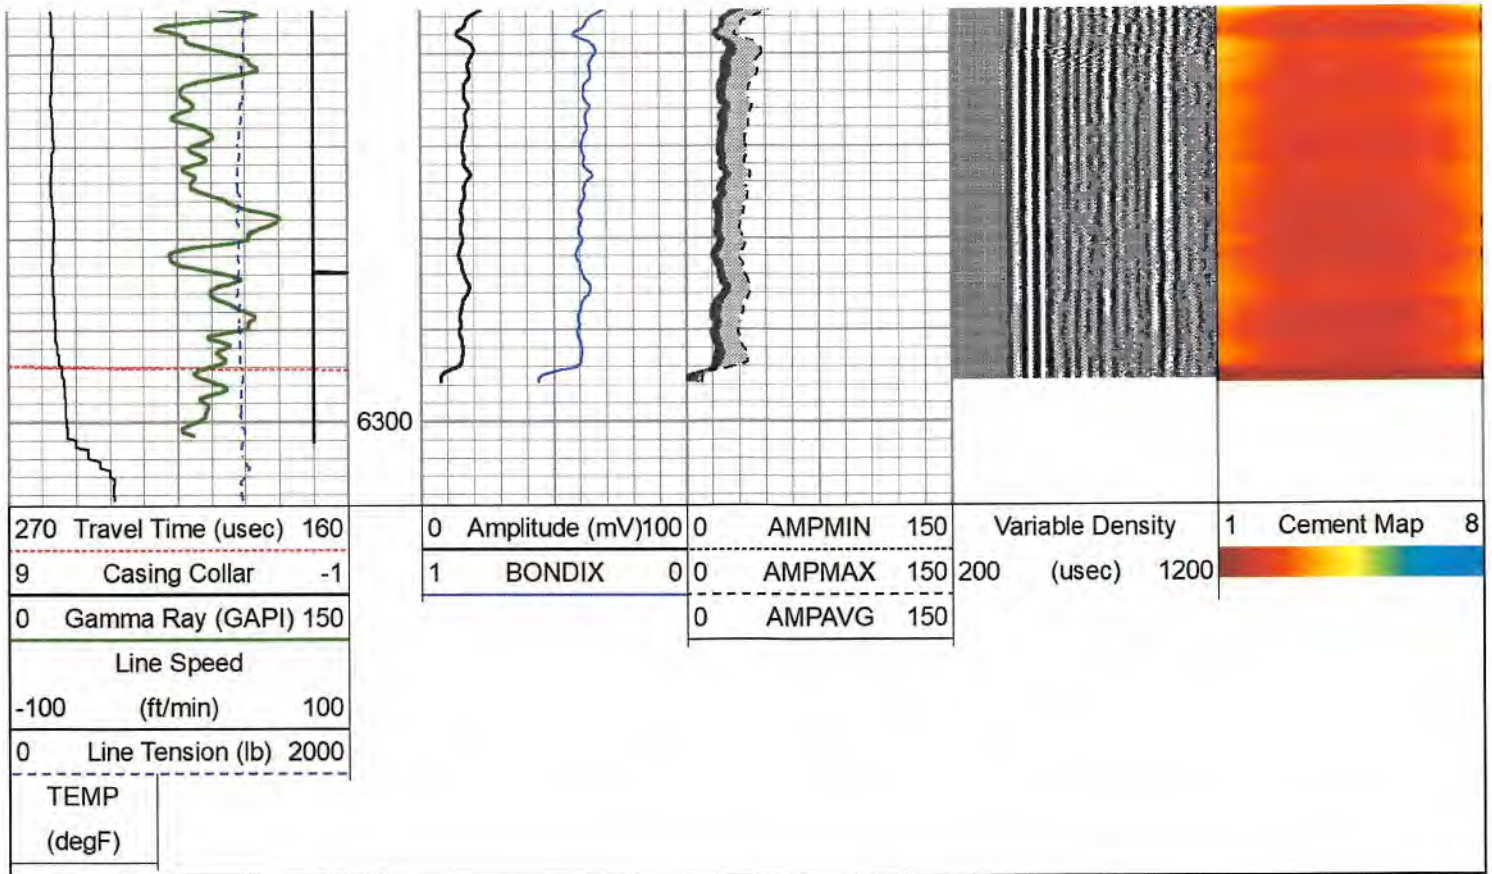 6300
270 Travel Time (usec) 160
9 Casing Collar -1
0 Gamma Ray (GAPI) 150
Line Speed
-100 (ft/min) 100
0 Line Tension (lb) 2000
TEMP
(degF)
0 Amplitude (mV)100
1 BONDIX 0
0 AMPMIN 150
0 AMPMAX 150
0 AMPAVG 150
Variable Density
200 (usec) 1200
1 Cement Map 8